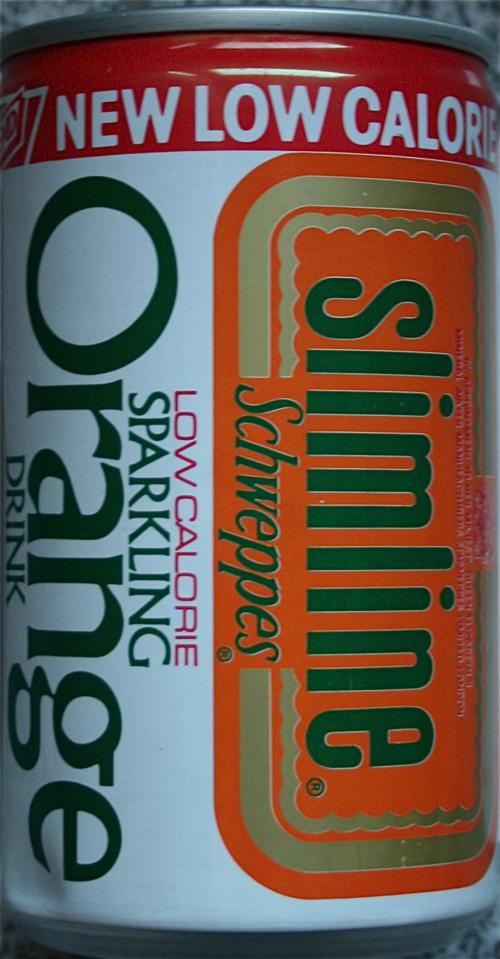 NEW LOW CALORIE
Slimline®
Schweppes®
LOW CALORIE
SPARKLING
Orange
DRINK